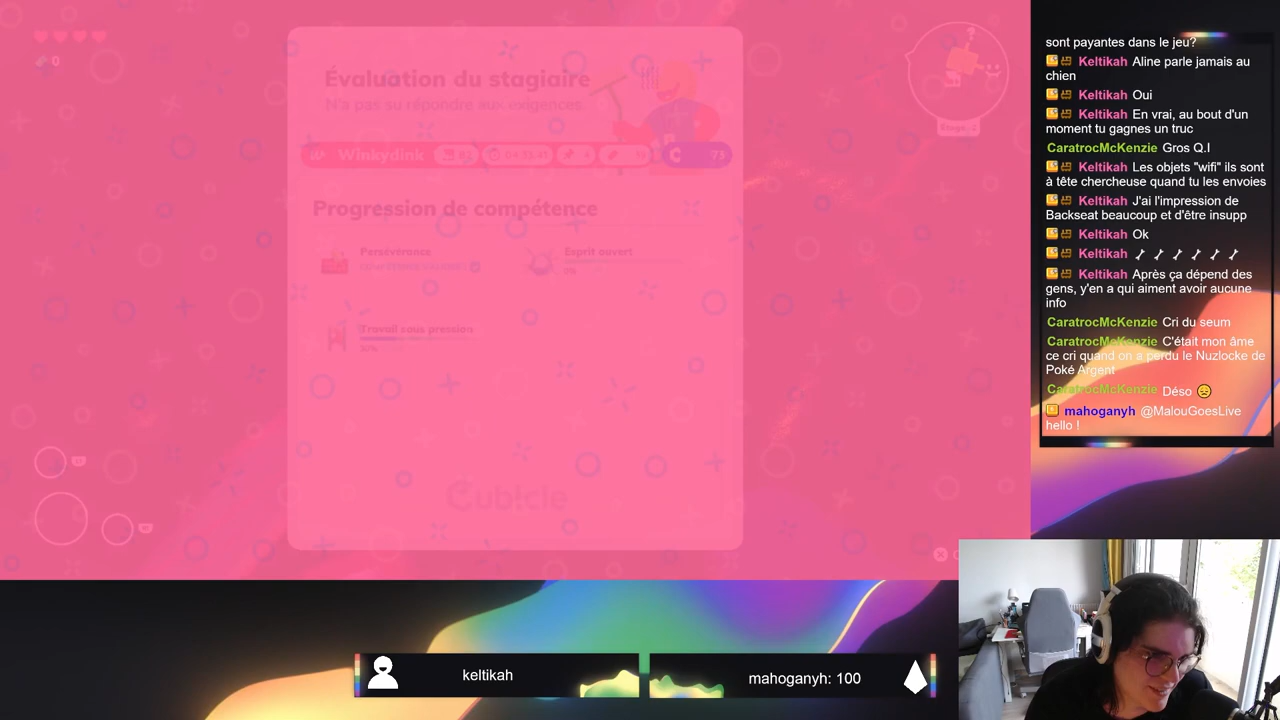 0
Évaluation du stagiaire
N'a pas su répondre aux exigences
Winkydink
73
Progression de compétence
Persévérance
Esprit ouvert
0%
Travail sous pression
30%
Cubicle
sont payantes dans le jeu?
Keltikah Aline parle jamais au
chien
Keltikah Oui
Keltikah En vrai, au bout d'un
moment tu gagnes un truc
CaratrocMcKenzie Gros Q.I
Keltikah Les objets "wifi" ils sont
à tête chercheuse quand tu les envoies
Keltikah J'ai l'impression de
Backseat beaucoup et d'être insupp
Keltikah Ok
Keltikah
Keltikah Après ça dépend des
gens, y'en a qui aiment avoir aucune
info
CaratrocMcKenzie Cri du seum
CaratrocMcKenzie C'était mon âme
ce cri quand on a perdu le Nuzlocke de
Poké Argent
CaratrocMcKenzie Déso
mahoganyh @MalouGoesLive
hello !
keltikah
mahoganyh: 100